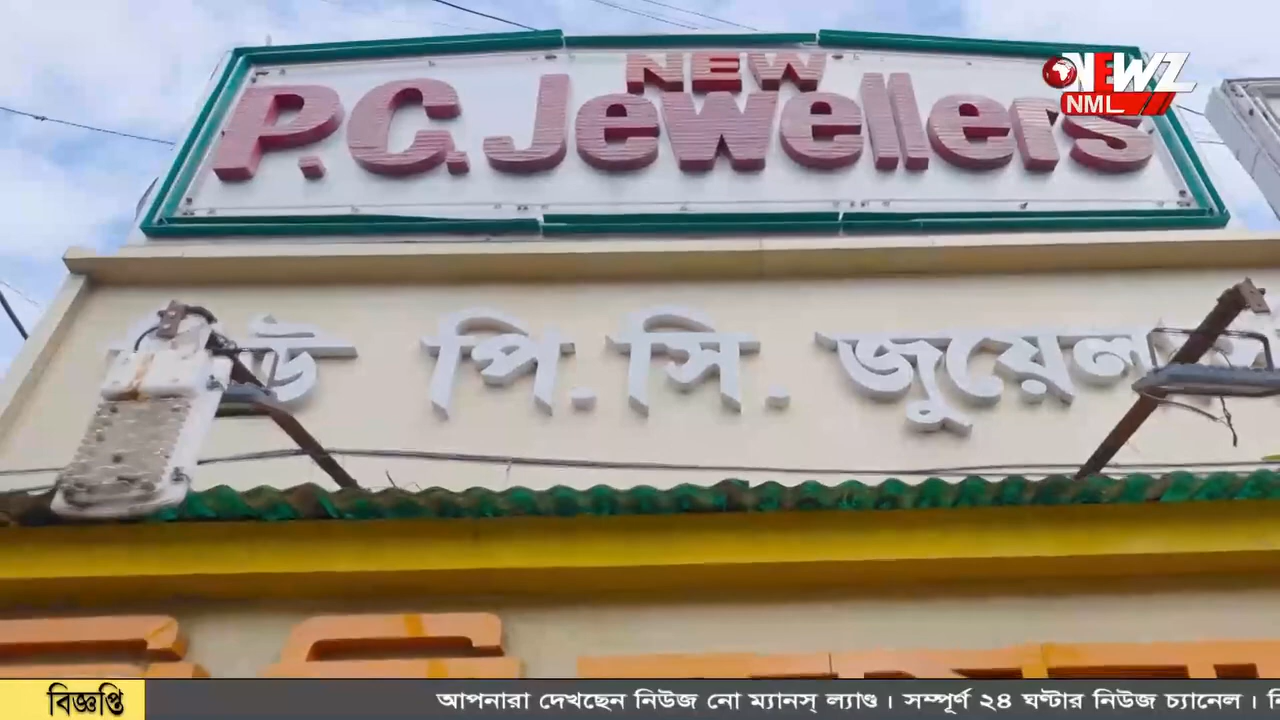 NEW
P.C. Jewellers
NEWZ
NML
উ পি.সি. জুয়েল
বিজ্ঞপ্তি
আপনারা দেখছেন নিউজ নো ম্যানস্ ল্যাণ্ড । সম্পূর্ণ ২৪ ঘণ্টার নিউজ চ্যানেল ।